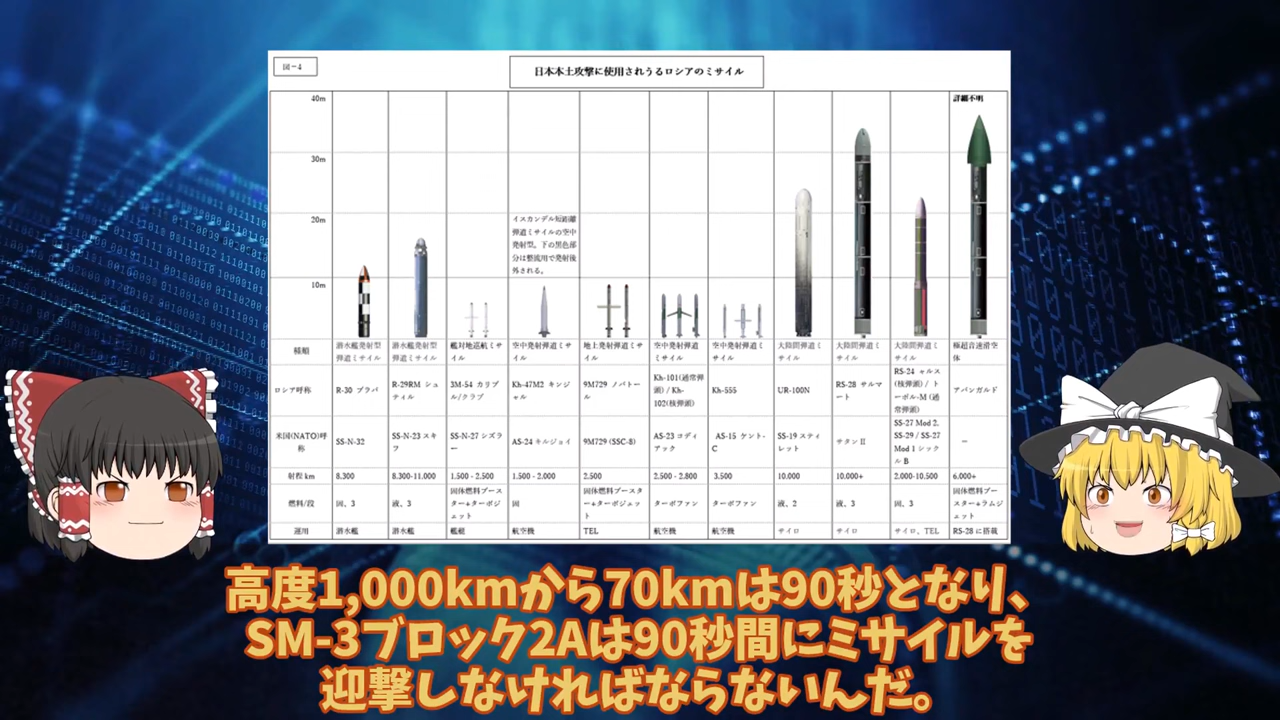 図-4
日本本土攻撃に使用されうるロシアのミサイル
40m
30m
20m
10m
詳細不明
イスカンデル短距離
弾道ミサイルの空中
発射型。下の黒色部
分は整流用で発射後
外される。
種類
潜水艦発射型
弾道ミサイル
潜水艦発射型
弾道ミサイル
艦対地巡航ミサ
イル
空中発射弾道ミサ
イル
地上発射弾道ミサ
イル
空中発射弾道
ミサイル
空中発射弾道ミ
サイル
大陸間弾道ミ
サイル
大陸間弾道ミ
サイル
大陸間弾道ミ
サイル
極超音速滑空
体
ロシア呼称
R-30 ブラバ
R-29RM シュ
ティル
3M-54 カリブ
ル/クラブ
Kh-47M2 キンジ
ャル
9M729 ノバトー
ル
Kh-101(通常弾
頭) / Kh-
102(核弾頭)
Kh-555
UR-100N
RS-28 サルマ
ート
RS-24 ヤルス
(核弾頭) / ト
ーポル-M (通
常弾頭)
アバンガルド
米国(NATO)呼
称
SS-N-32
SS-N-23 スキ
フ
SS-N-27 シズラ
ー
AS-24 キルジョイ
9M729 (SSC-8)
AS-23 コディ
アック
AS-15 ケント-
C
SS-19 スティ
レット
サタンⅡ
SS-27 Mod 2,
SS-29 / SS-27
Mod 1 シック
ル B
-
射程 km
8.300
8.300-11,000
1.500 - 2.500
1.500 - 2.000
2.500
2.500 - 2.800
3.500
10.000
10.000+
2.000-10.500
6.000+
燃料/段
固、3
液、3
固体燃料ブース
ター+ターボジ
ェット
固
固体燃料ブースタ
ー+ターボジェッ
ト
ターボファン
ターボファン
液、2
液、3
固、3
固体燃料ブー
スター+ラムジ
ェット
運用
潜水艦
潜水艦
艦艇
航空機
TEL
航空機
航空機
サイロ
サイロ
サイロ、TEL
RS-28 に搭載
高度1,000kmから70kmは90秒となり、
SM-3ブロック2Aは90秒間にミサイルを
迎撃しなければならないんだ。